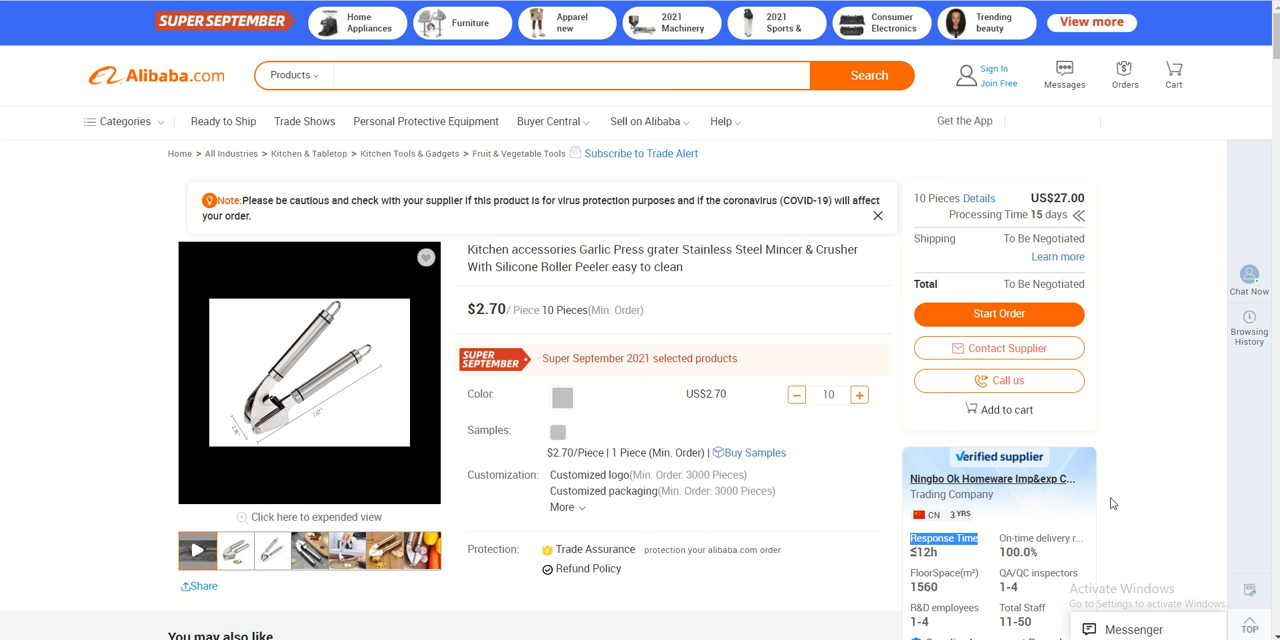 SUPER SEPTEMBER
Home Appliances
Furniture
Apparel new
2021 Machinery
2021 Sports &
Consumer Electronics
Trending beauty
View more
Alibaba.com
Products
Search
Sign In
Join Free
Messages
Orders
Cart
Categories
Ready to Ship
Trade Shows
Personal Protective Equipment
Buyer Central
Sell on Alibaba
Help
Get the App
Home > All Industries > Kitchen & Tabletop > Kitchen Tools & Gadgets > Fruit & Vegetable Tools
Subscribe to Trade Alert
Note:Please be cautious and check with your supplier if this product is for virus protection purposes and if the coronavirus (COVID-19) will affect
your order.
Kitchen accessories Garlic Press grater Stainless Steel Mincer & Crusher
With Silicone Roller Peeler easy to clean
$2.70/ Piece 10 Pieces(Min. Order)
SUPER SEPTEMBER
· Super September 2021 selected products
Color:
US$2.70
− 10 +
Samples:
$2.70/Piece | 1 Piece (Min. Order) | Buy Samples
Customization:
Customized logo(Min. Order: 3000 Pieces)
Customized packaging(Min. Order: 3000 Pieces)
More
Protection:
Trade Assurance protection your alibaba.com order
Refund Policy
Click here to expended view
Share
You may also like
10 Pieces Details US$27.00
Processing Time 15 days
Shipping To Be Negotiated
Learn more
Total To Be Negotiated
Start Order
Contact Supplier
Call us
Add to cart
Verified supplier
Ningbo Ok Homeware Imp&exp C...
Trading Company
CN 3 YRS
Response Time On-time delivery r...
≤12h 100.0%
FloorSpace(m²) QA/QC inspectors
1560 1-4
R&D employees Total Staff
1-4 11-50
Chat Now
Browsing History
Activate Windows
Go to Settings to activate Windows.
Messenger
TOP